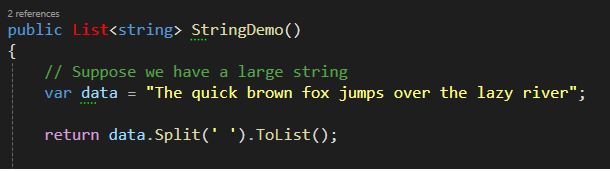 2 references
public List<string> StringDemo()
{
// Suppose we have a large string
var data = "The quick brown fox jumps over the lazy river";
return data.Split(' ').ToList();